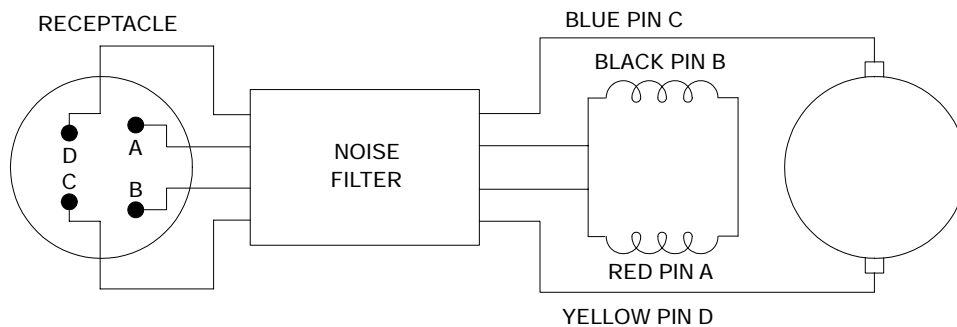 RECEPTACLE
BLUE PIN C
BLACK PIN B
D
A
C
B
NOISE
FILTER
RED PIN A
YELLOW PIN D